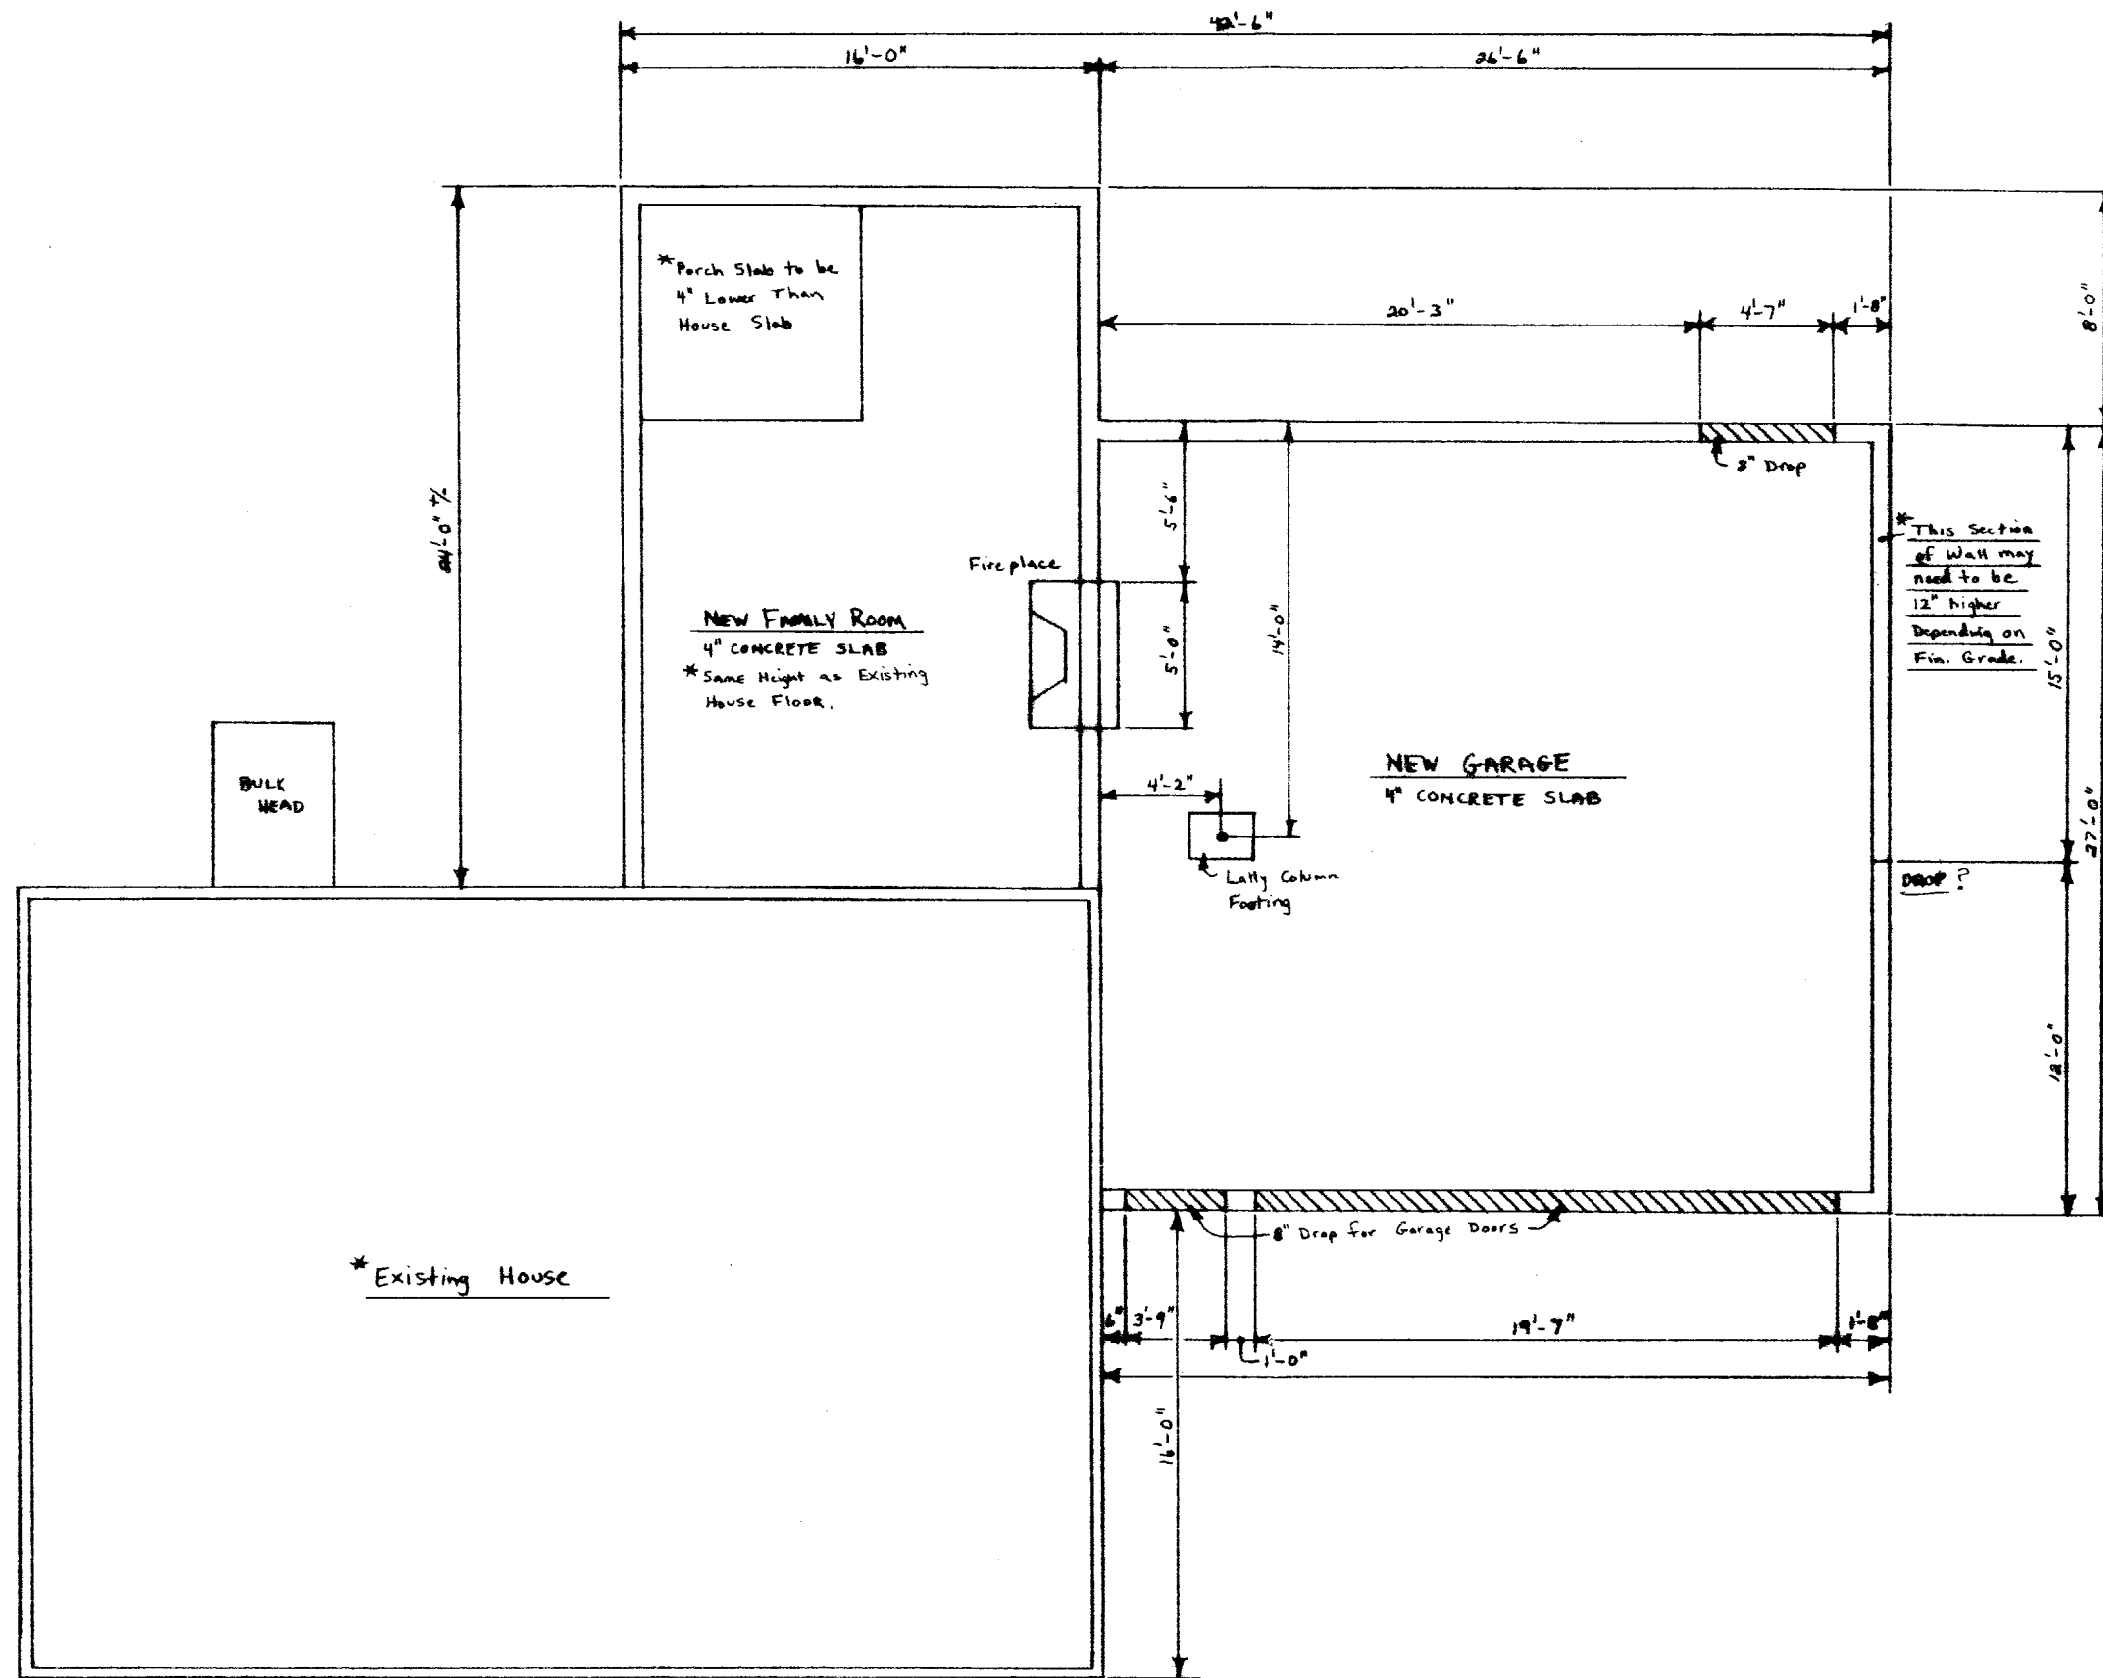 42'-6"
16'-0"
26'-6"
*Porch Slab to be
4" Lower Than
House Slab
20'-3"
4'-7"
1'-8"
8'-0"
8" Drop
24'-0" +/-
5'-6"
Fireplace
5'-0"
14'-0"
*This Section
of Wall may
need to be
12" higher
Depending on
Fin. Grade.
15'-0"
NEW FAMILY ROOM
4" CONCRETE SLAB
*Same Height as Existing
House Floor.
BULK
HEAD
4'-2"
NEW GARAGE
4" CONCRETE SLAB
27'-0"
Lally Column
Footing
DROP ?
12'-0"
8" Drop for Garage Doors
*Existing House
6"
3'-9"
1'-0"
19'-7"
1'-8"
16'-0"